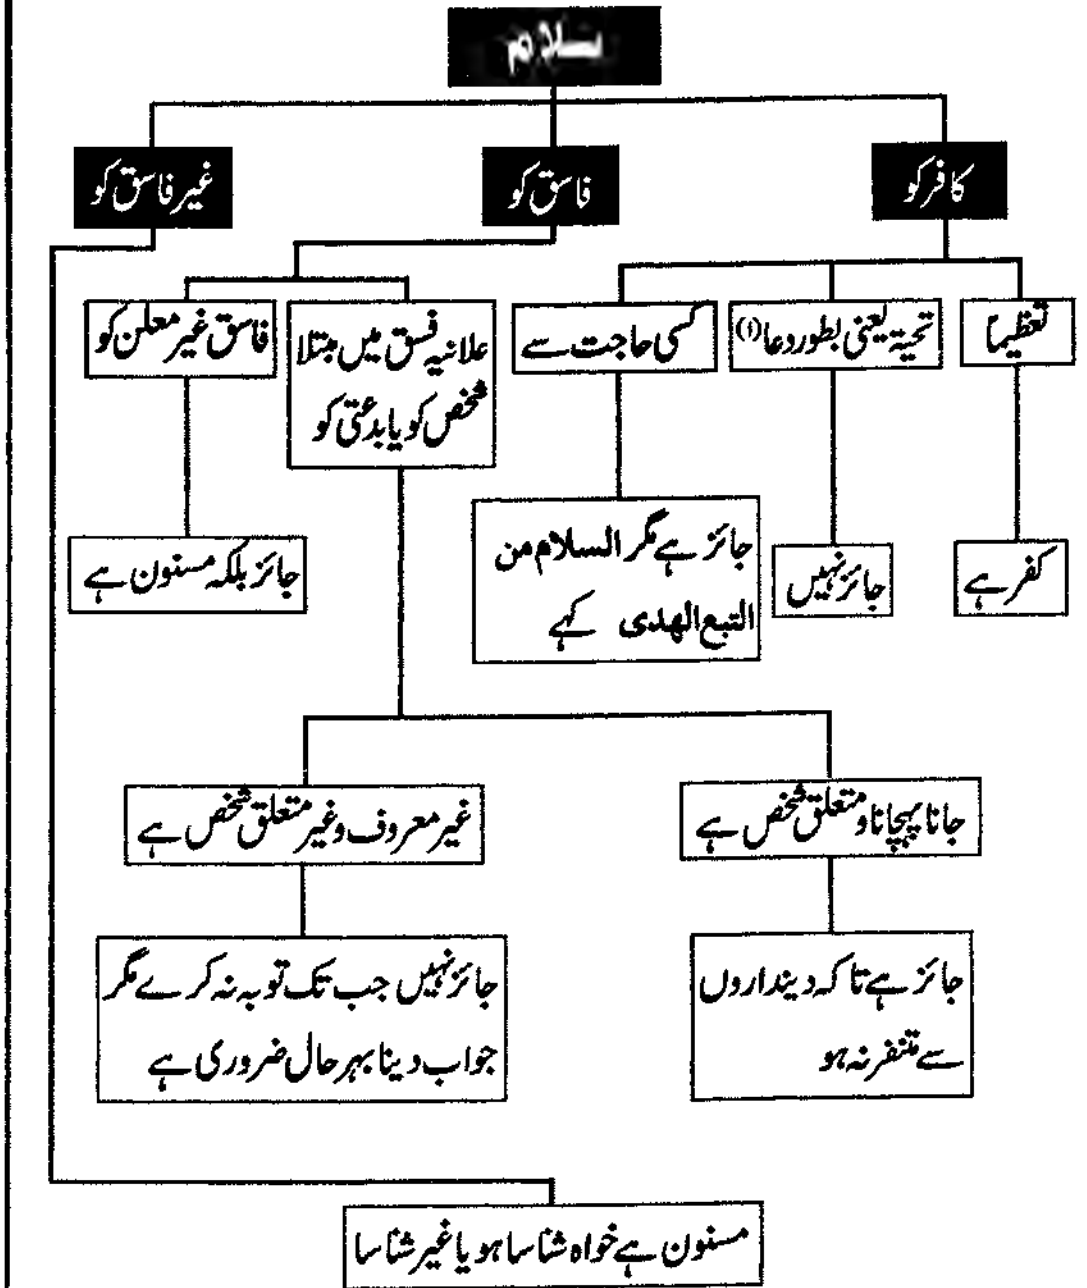 سلام
کافر کو
فاسق کو
غیر فاسق کو
تعظیماً
تحیۃ یعنی بطور دعا (۱)
کسی حاجت سے
علانیہ فسق میں مبتلا
شخص کو یا بدعتی کو
فاسق غیر معلن کو
کفر ہے
جائز نہیں
جائز ہے مگر السلام من
التبع الھدی کہے
جائز بلکہ مسنون ہے
جانا پہچانا و متعلق شخص ہے
غیر معروف و غیر متعلق شخص ہے
جائز ہے تا کہ دینداروں
سے متنفر نہ ہو
جائز نہیں جب تک توبہ نہ کرے مگر
جواب دینا بہر حال ضروری ہے
مسنون ہے خواہ شناسا ہو یا غیر شناسا